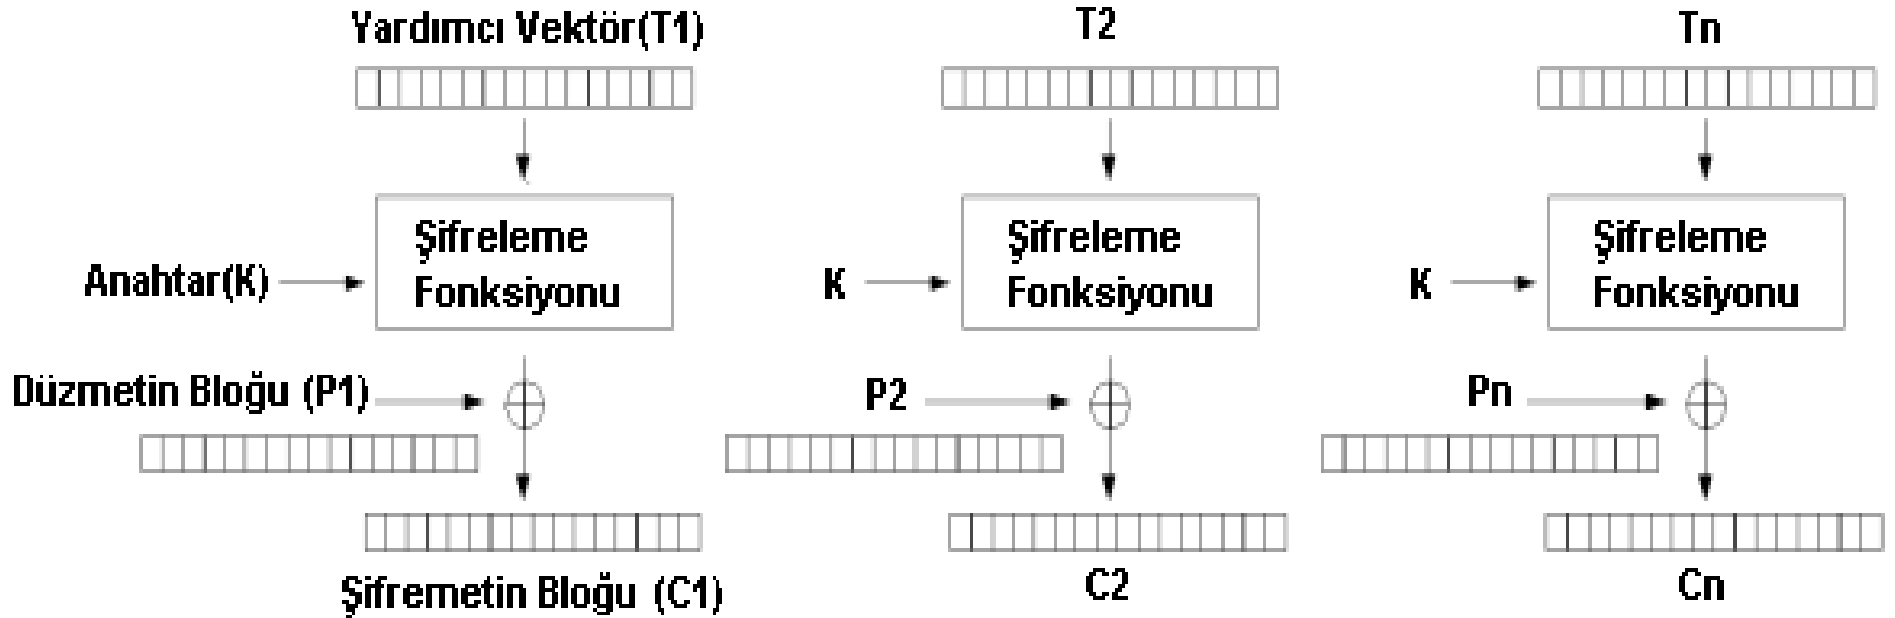 Yardımcı Vektör(T1)
T2
Tn
Şifreleme
Fonksiyonu
Şifreleme
Fonksiyonu
Şifreleme
Fonksiyonu
Anahtar(K)
K
K
Düzmetin Bloğu (P1)
P2
Pn
Şifremetin Bloğu (C1)
C2
Cn